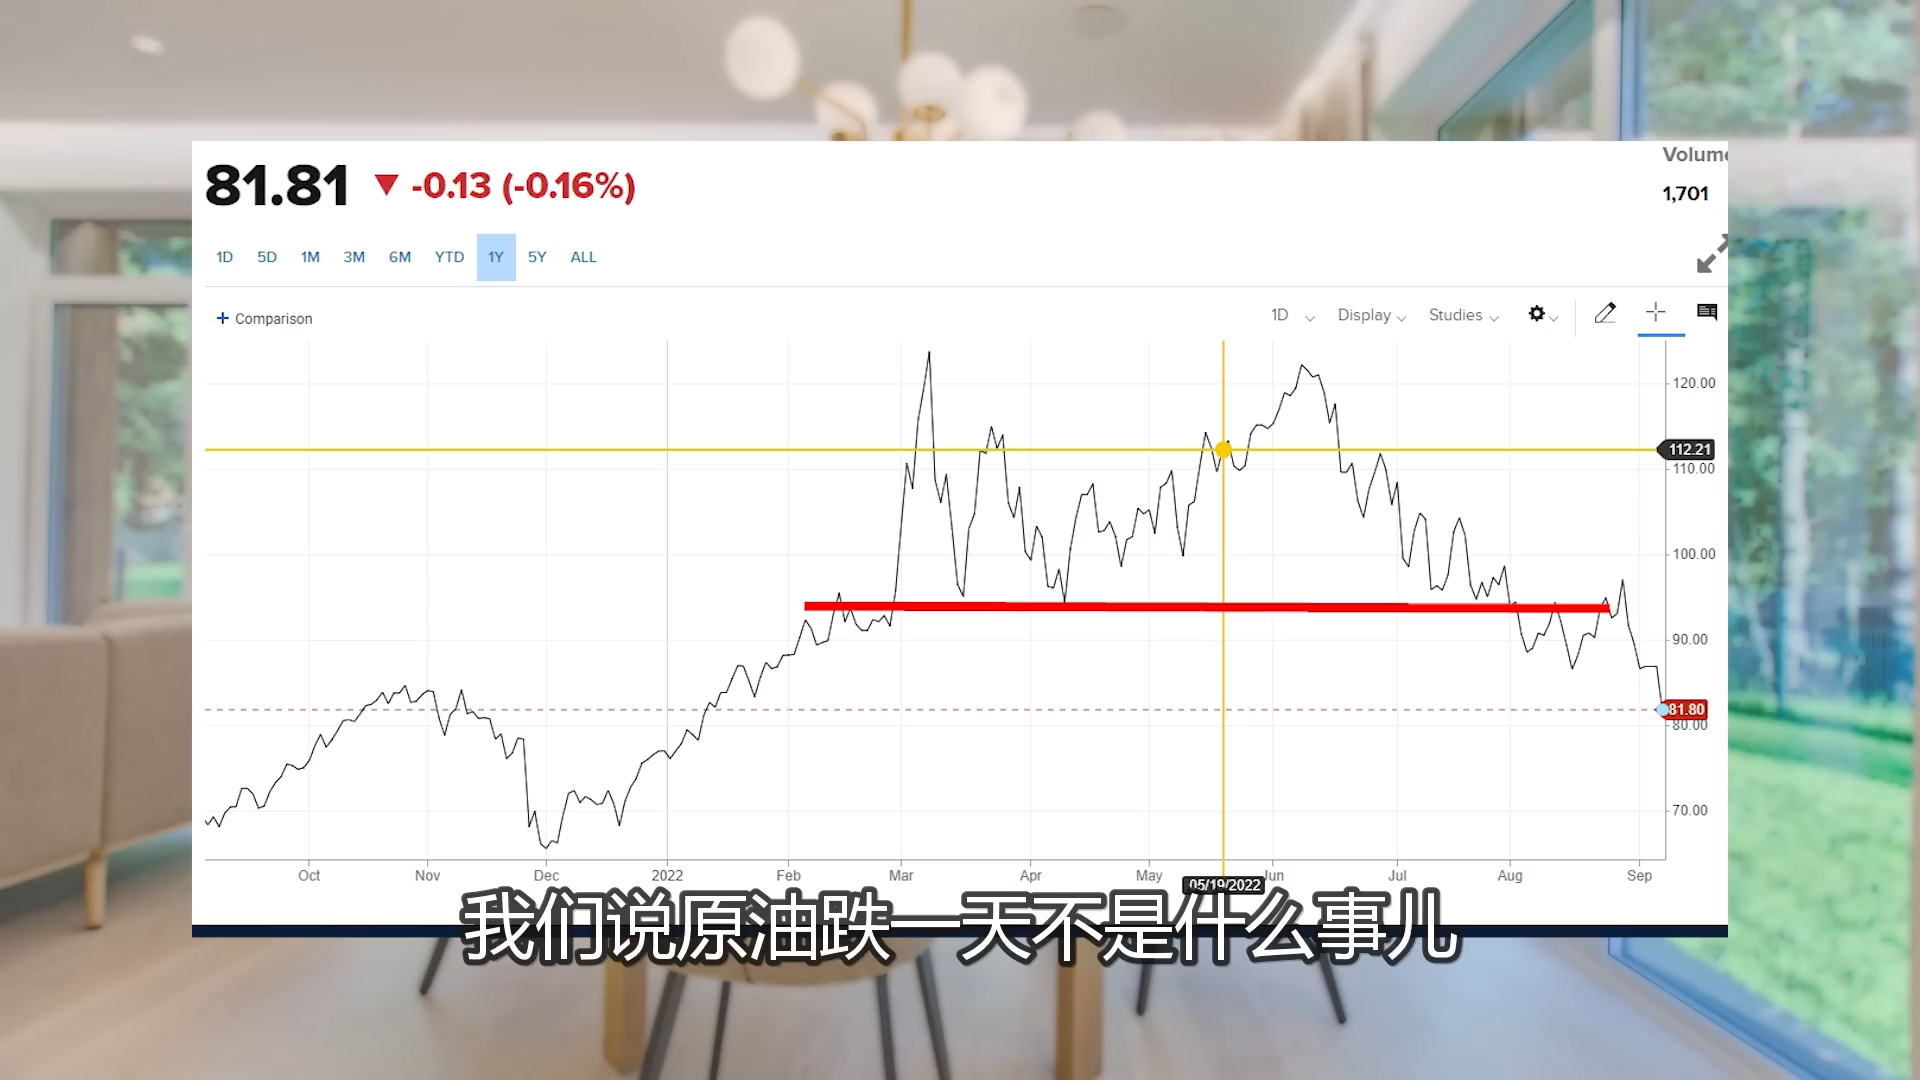 81.81 ▼ -0.13 (-0.16%)
Volume
1,701
1D 5D 1M 3M 6M YTD 1Y 5Y ALL
+ Comparison
1D Display Studies
120.00
112.21
110.00
100.00
90.00
81.80
80.00
70.00
Oct Nov Dec 2022 Feb Mar Apr May Jun Jul Aug Sep
05/19/2022
我们说原油跌一天不是什么事儿